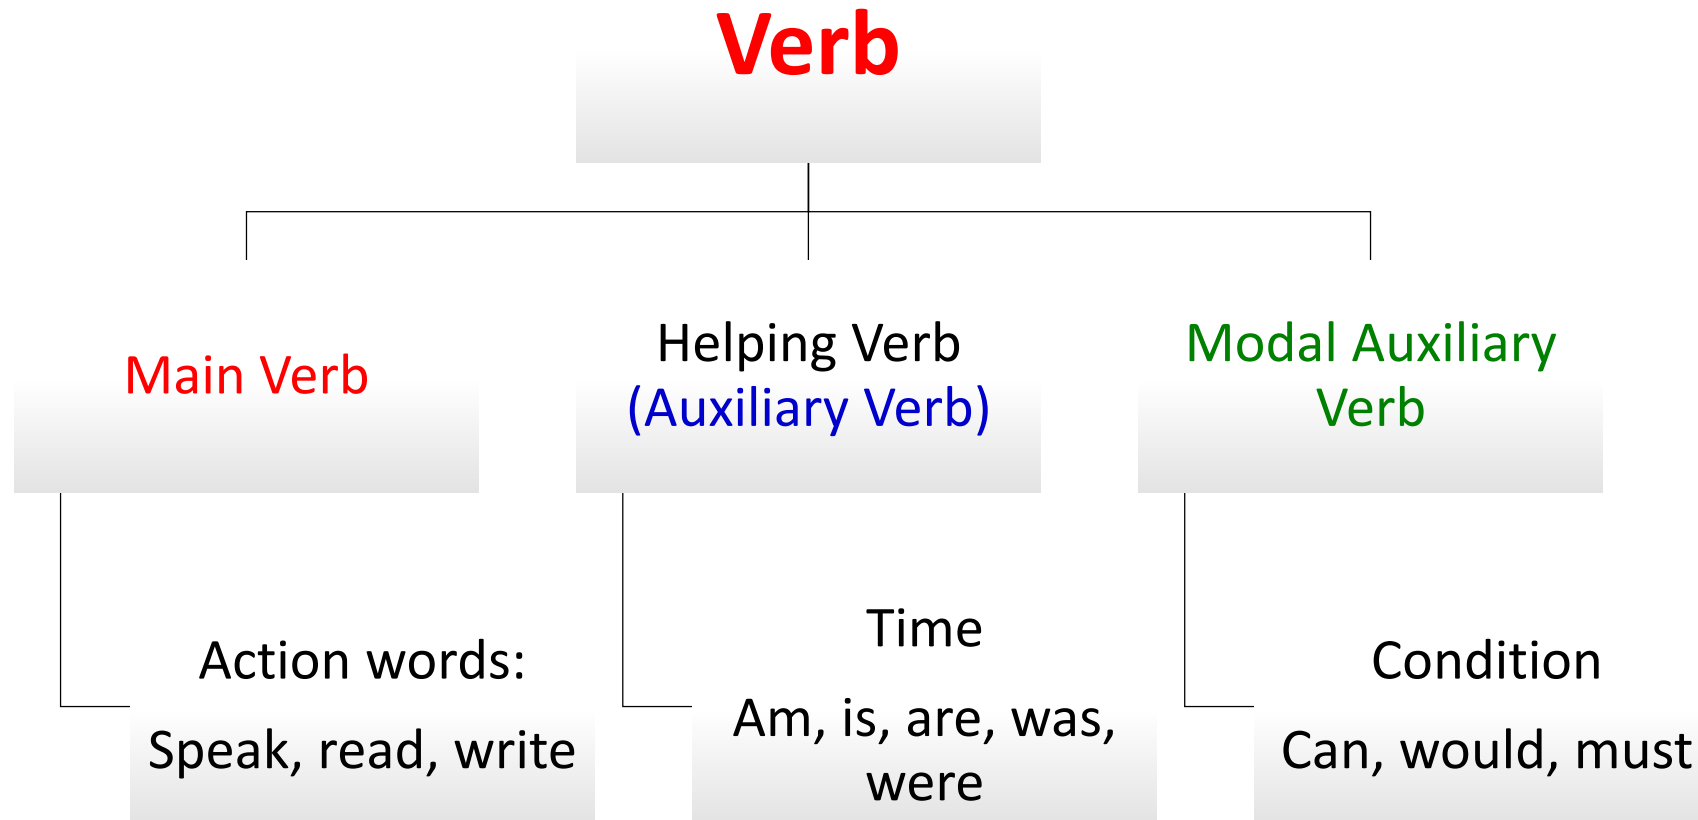 Verb
Main Verb
Helping Verb
(Auxiliary Verb)
Modal Auxiliary
Verb
Action words:
Speak, read, write
Time
Am, is, are, was,
were
Condition
Can, would, must